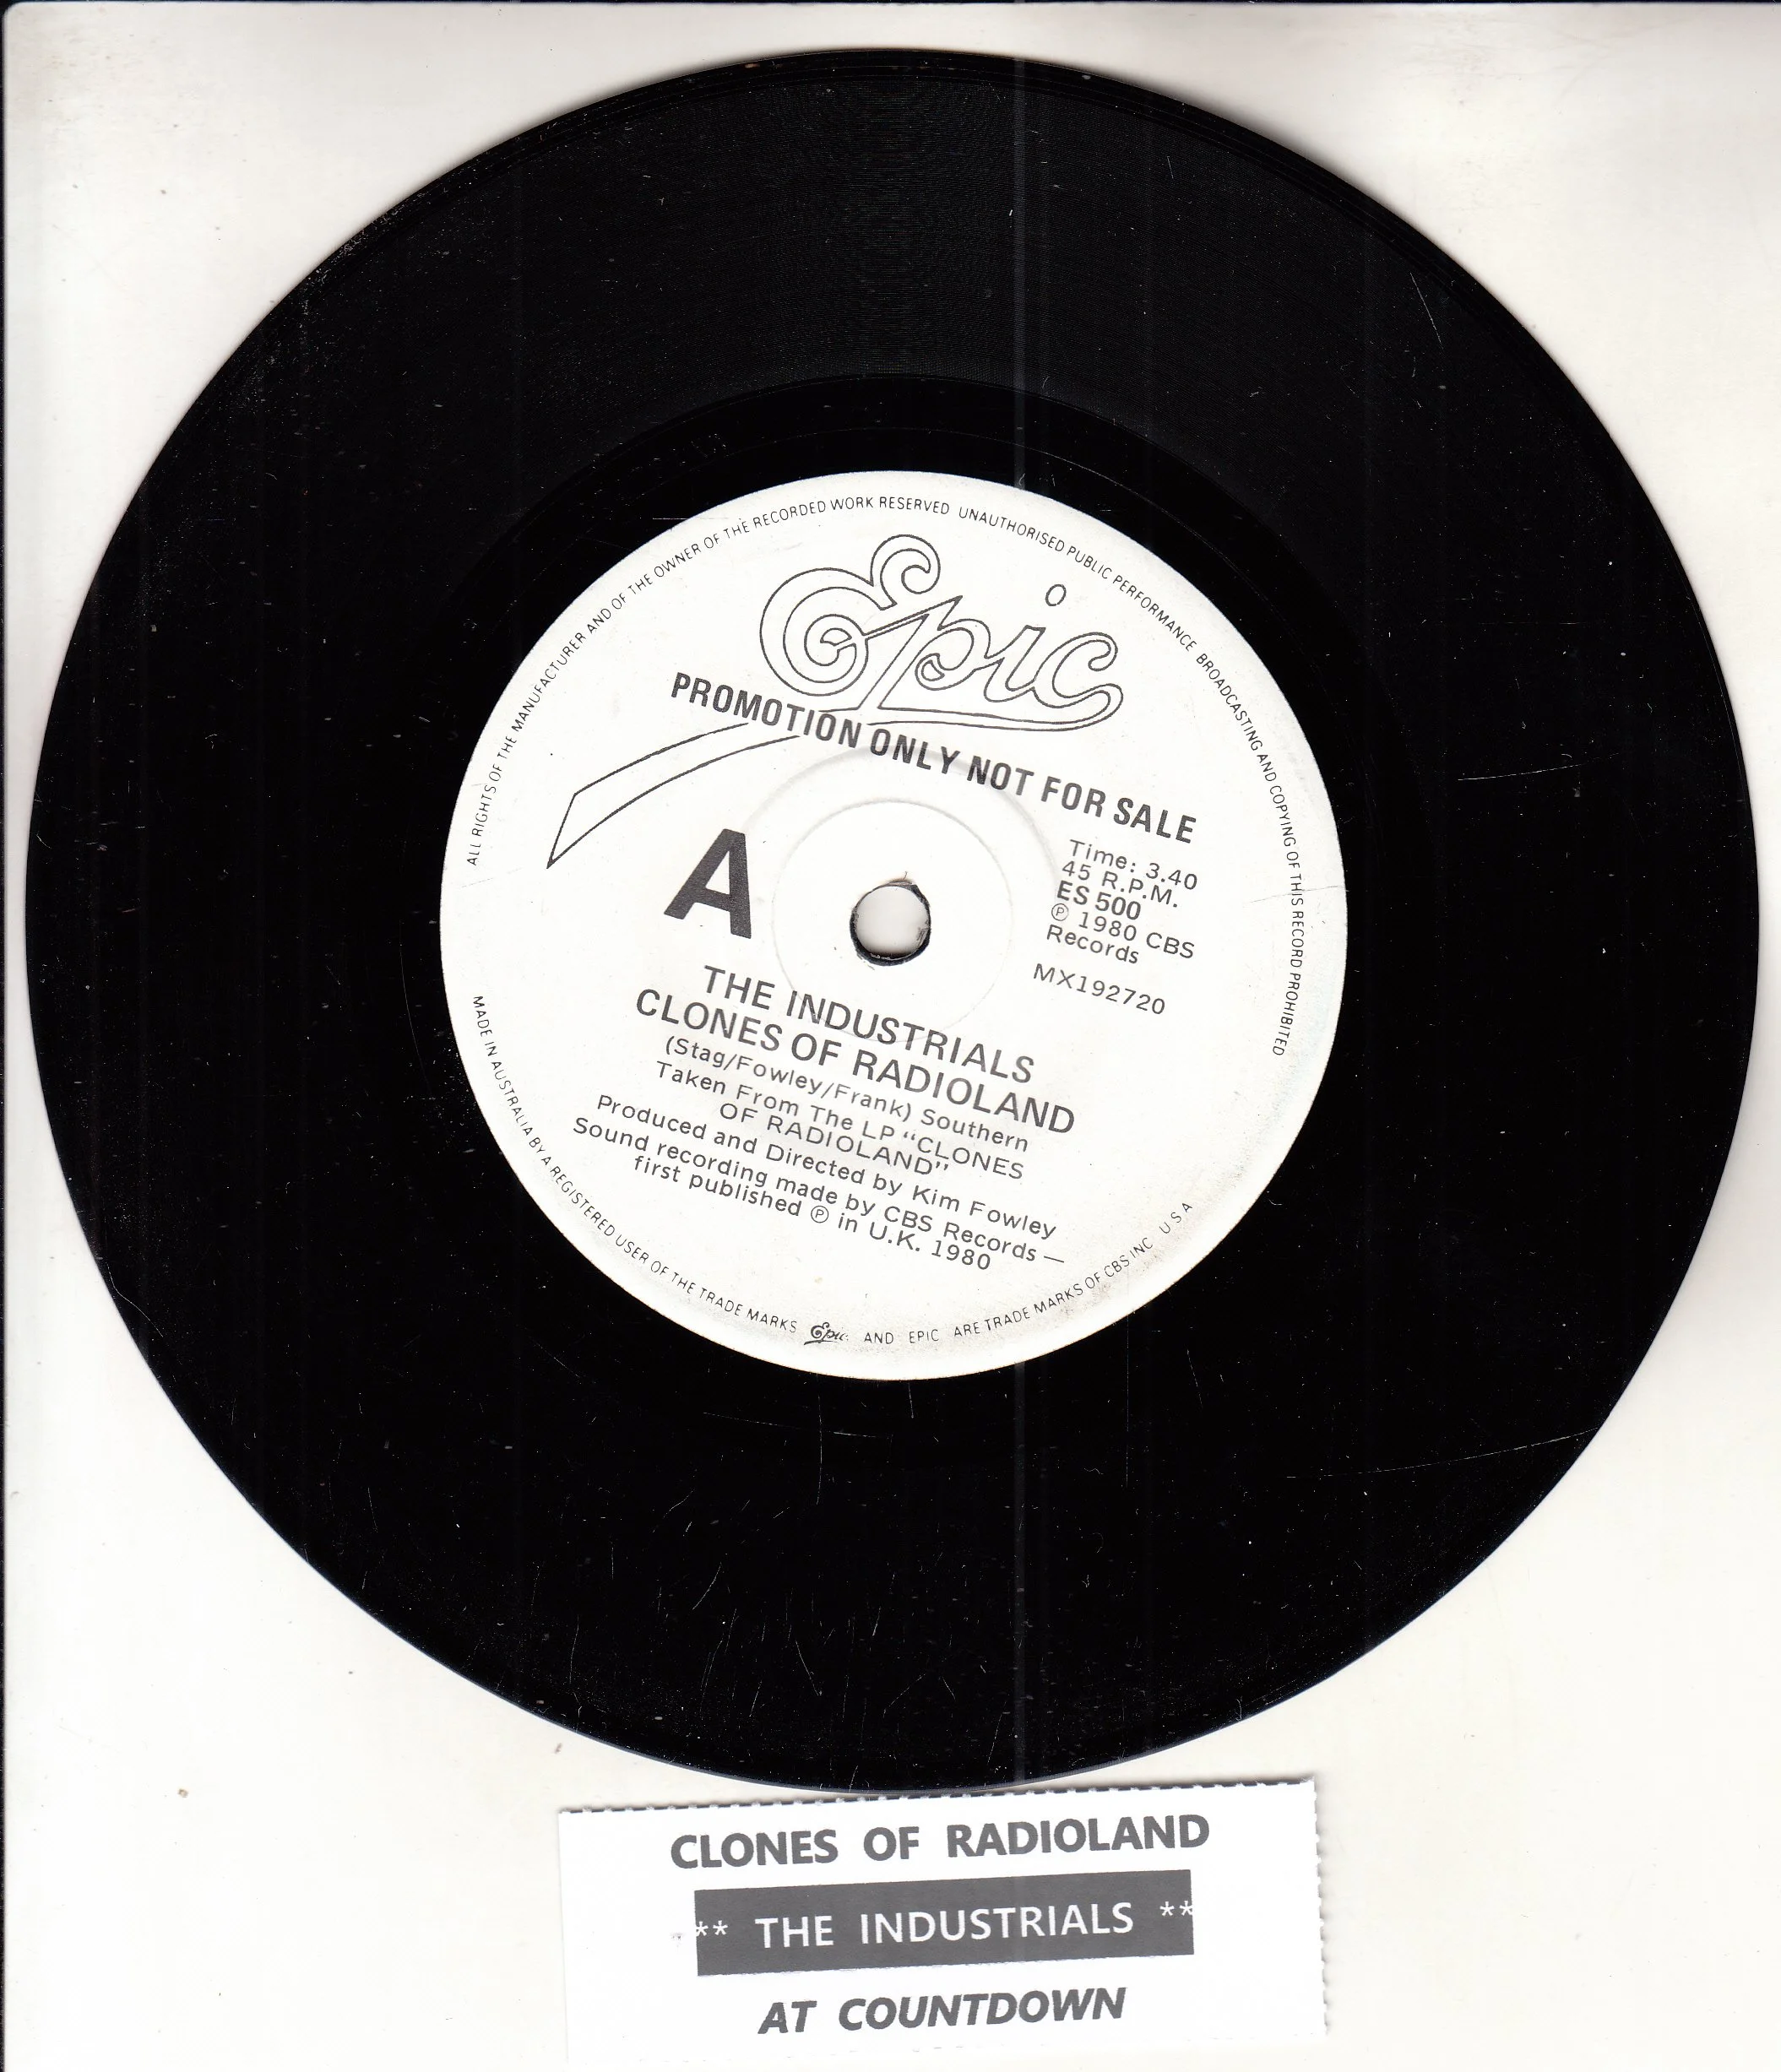 ALL RIGHTS OF THE MANUFACTURER AND OF THE OWNER OF THE RECORDED WORK RESERVED UNAUTHORISED PUBLIC PERFORMANCE BROADCASTING AND COPYING OF THIS RECORD PROHIBITED
Epic
PROMOTION ONLY NOT FOR SALE
A
Time: 3.40
45 R.P.M.
ES 500
℗ 1980 CBS
Records
MX192720
THE INDUSTRIALS
CLONES OF RADIOLAND
(Stag/Fowley/Frank) Southern
Taken From The LP "CLONES
OF RADIOLAND"
Produced and Directed by Kim Fowley
Sound recording made by CBS Records —
first published ℗ in U.K. 1980
MADE IN AUSTRALIA BY A REGISTERED USER OF THE TRADE MARKS Epic AND EPIC ARE TRADE MARKS OF CBS INC U.S.A
CLONES OF RADIOLAND
** THE INDUSTRIALS **
AT COUNTDOWN